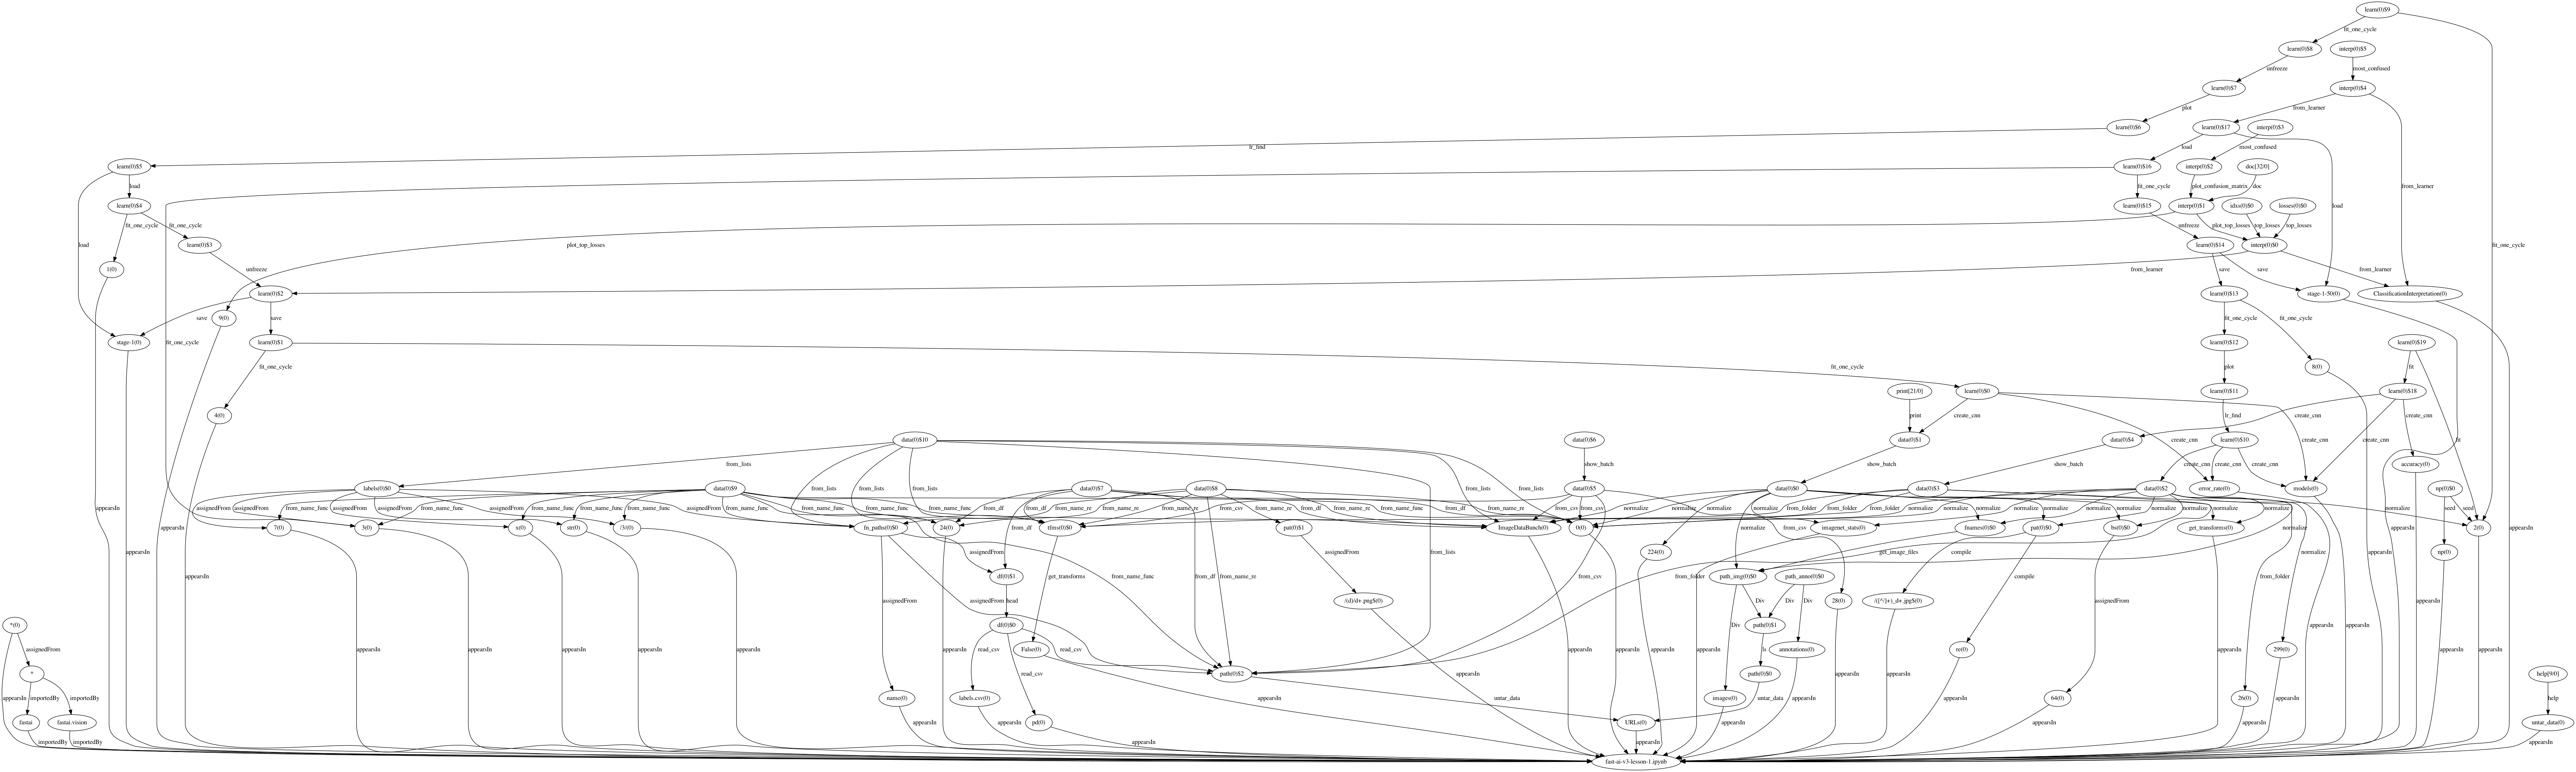 learn(0)$9
fit_one_cycle
learn(0)$8
interp(0)$5
unfreeze
most_confused
learn(0)$7
interp(0)$4
plot
from_learner
learn(0)$6
learn(0)$17
interp(0)$3
lr_find
load
most_confused
learn(0)$5
learn(0)$16
interp(0)$2
doc[32/0]
load
fit_one_cycle
plot_confusion_matrix
doc
from_learner
learn(0)$4
learn(0)$15
interp(0)$1
idxs(0)$0
losses(0)$0
load
fit_one_cycle
fit_one_cycle
unfreeze
plot_top_losses
top_losses
top_losses
load
learn(0)$3
plot_top_losses
learn(0)$14
interp(0)$0
fit_one_cycle
1(0)
unfreeze
from_learner
save
save
from_learner
learn(0)$2
learn(0)$13
stage-1-50(0)
ClassificationInterpretation(0)
save
save
9(0)
fit_one_cycle
fit_one_cycle
stage-1(0)
fit_one_cycle
learn(0)$1
learn(0)$12
learn(0)$19
fit_one_cycle
fit_one_cycle
plot
8(0)
fit
print[21/0]
learn(0)$0
learn(0)$11
learn(0)$18
4(0)
print
create_cnn
lr_find
create_cnn
data(0)$10
data(0)$6
data(0)$1
create_cnn
create_cnn
data(0)$4
learn(0)$10
create_cnn
create_cnn
fit
from_lists
from_lists
from_lists
show_batch
show_batch
show_batch
create_cnn
create_cnn
create_cnn
accuracy(0)
labels(0)$0
data(0)$9
from_lists
from_lists
data(0)$7
data(0)$8
data(0)$5
data(0)$0
data(0)$3
data(0)$2
error_rate(0)
models(0)
np(0)$0
appearsIn
assignedFrom
assignedFrom
assignedFrom
assignedFrom
assignedFrom
from_name_func
from_name_func
from_name_func
from_name_func
from_name_func
from_name_func
from_name_func
from_name_func
from_df
from_df
from_name_re
from_name_re
from_csv
from_name_re
from_name_re
from_df
from_name_re
from_csv
from_csv
normalize
normalize
normalize
normalize
from_folder
from_folder
normalize
normalize
normalize
normalize
normalize
normalize
seed
seed
7(0)
3(0)
x(0)
str(0)
/3/(0)
fn_paths(0)$0
24(0)
from_df
tfms(0)$0
pat(0)$1
ImageDataBunch(0)
0(0)
normalize
from_csv
imagenet_stats(0)
fnames(0)$0
pat(0)$0
bs(0)$0
get_transforms(0)
normalize
2(0)
assignedFrom
assignedFrom
224(0)
get_image_files
compile
normalize
np(0)
df(0)$1
get_transforms
from_name_func
from_df
from_name_re
from_lists
from_csv
from_folder
path_img(0)$0
path_anno(0)$0
compile
from_folder
assignedFrom
assignedFrom
head
/(d)/d+.png$(0)
Div
Div
Div
28(0)
/([^/]+)_d+.jpg$(0)
assignedFrom
*(0)
df(0)$0
path(0)$1
Div
assignedFrom
read_csv
read_csv
False(0)
ls
annotations(0)
re(0)
299(0)
*
read_csv
path(0)$2
path(0)$0
help[9/0]
appearsIn
importedBy
importedBy
name(0)
labels.csv(0)
untar_data
untar_data
images(0)
64(0)
26(0)
help
fastai
fastai.vision
pd(0)
URLs(0)
untar_data(0)
importedBy
importedBy
appearsIn
appearsIn
appearsIn
appearsIn
appearsIn
appearsIn
fast-ai-v3-lesson-1.ipynb